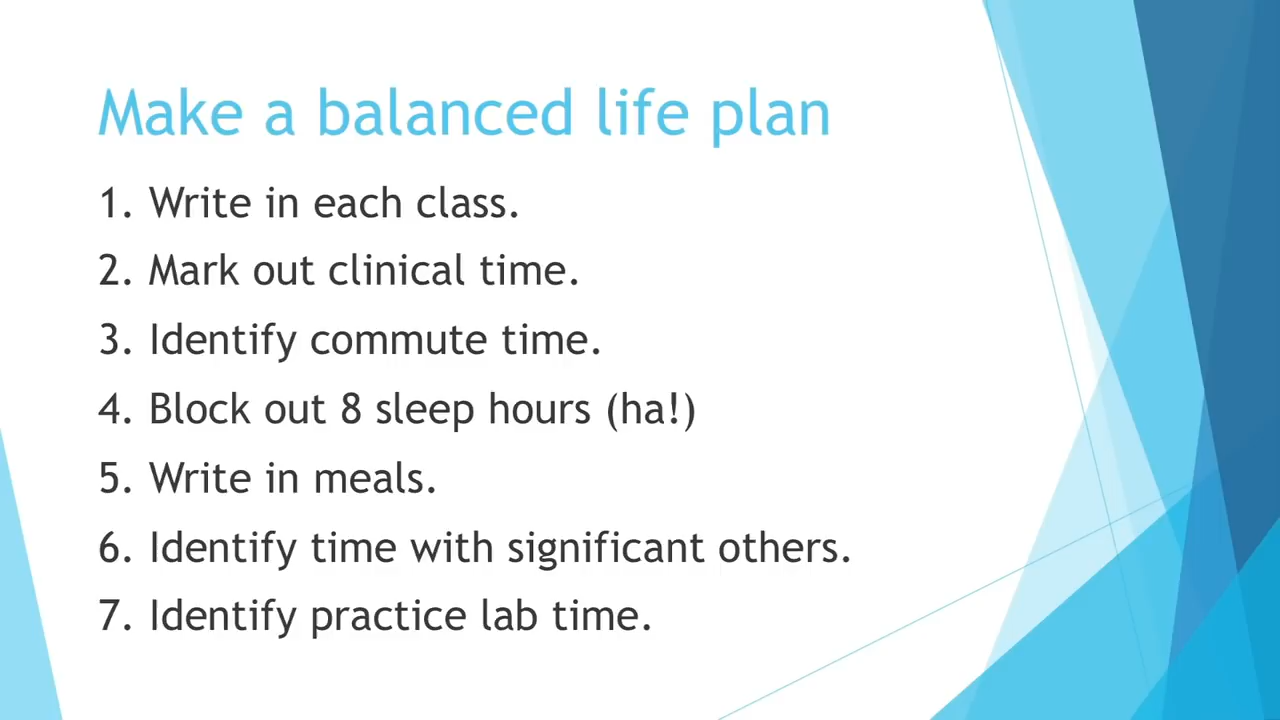 Make a balanced life plan
1. Write in each class.
2. Mark out clinical time.
3. Identify commute time.
4. Block out 8 sleep hours (ha!)
5. Write in meals.
6. Identify time with significant others.
7. Identify practice lab time.